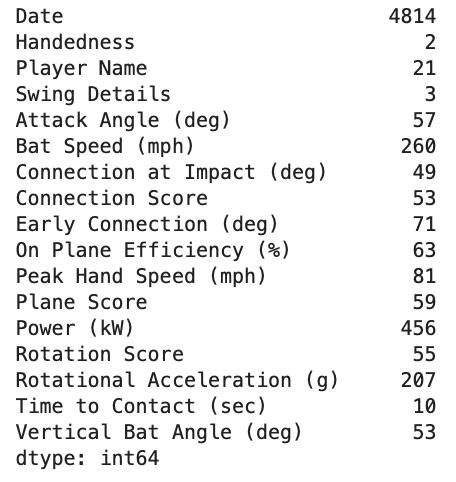 Date 4814
Handedness 2
Player Name 21
Swing Details 3
Attack Angle (deg) 57
Bat Speed (mph) 260
Connection at Impact (deg) 49
Connection Score 53
Early Connection (deg) 71
On Plane Efficiency (%) 63
Peak Hand Speed (mph) 81
Plane Score 59
Power (kW) 456
Rotation Score 55
Rotational Acceleration (g) 207
Time to Contact (sec) 10
Vertical Bat Angle (deg) 53
dtype: int64